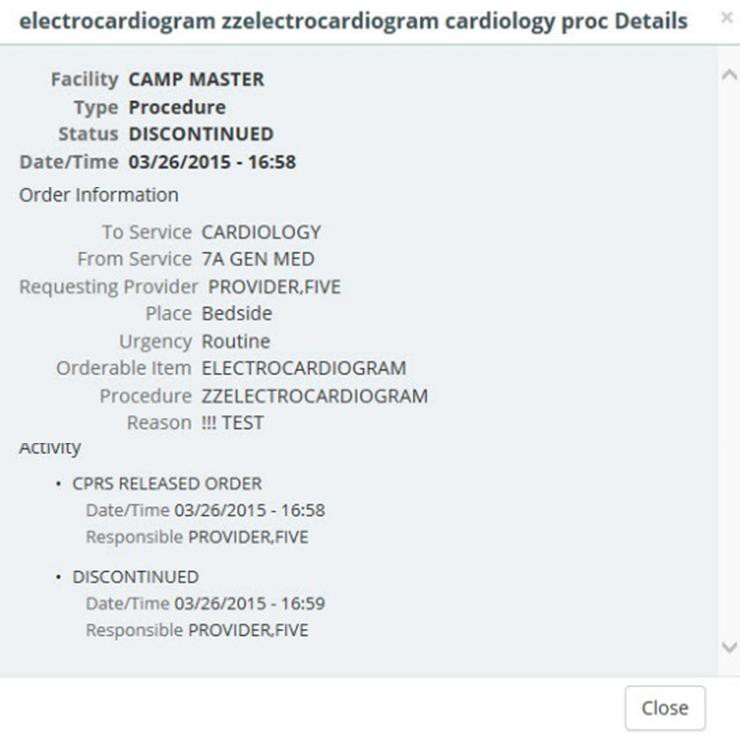 electrocardiogram zzelectrocardiogram cardiology proc Details ×
Facility CAMP MASTER
Type Procedure
Status DISCONTINUED
Date/Time 03/26/2015 - 16:58
Order Information
To Service CARDIOLOGY
From Service 7A GEN MED
Requesting Provider PROVIDER,FIVE
Place Bedside
Urgency Routine
Orderable Item ELECTROCARDIOGRAM
Procedure ZZELECTROCARDIOGRAM
Reason !!! TEST
Activity
• CPRS RELEASED ORDER
Date/Time 03/26/2015 - 16:58
Responsible PROVIDER,FIVE
• DISCONTINUED
Date/Time 03/26/2015 - 16:59
Responsible PROVIDER,FIVE
Close